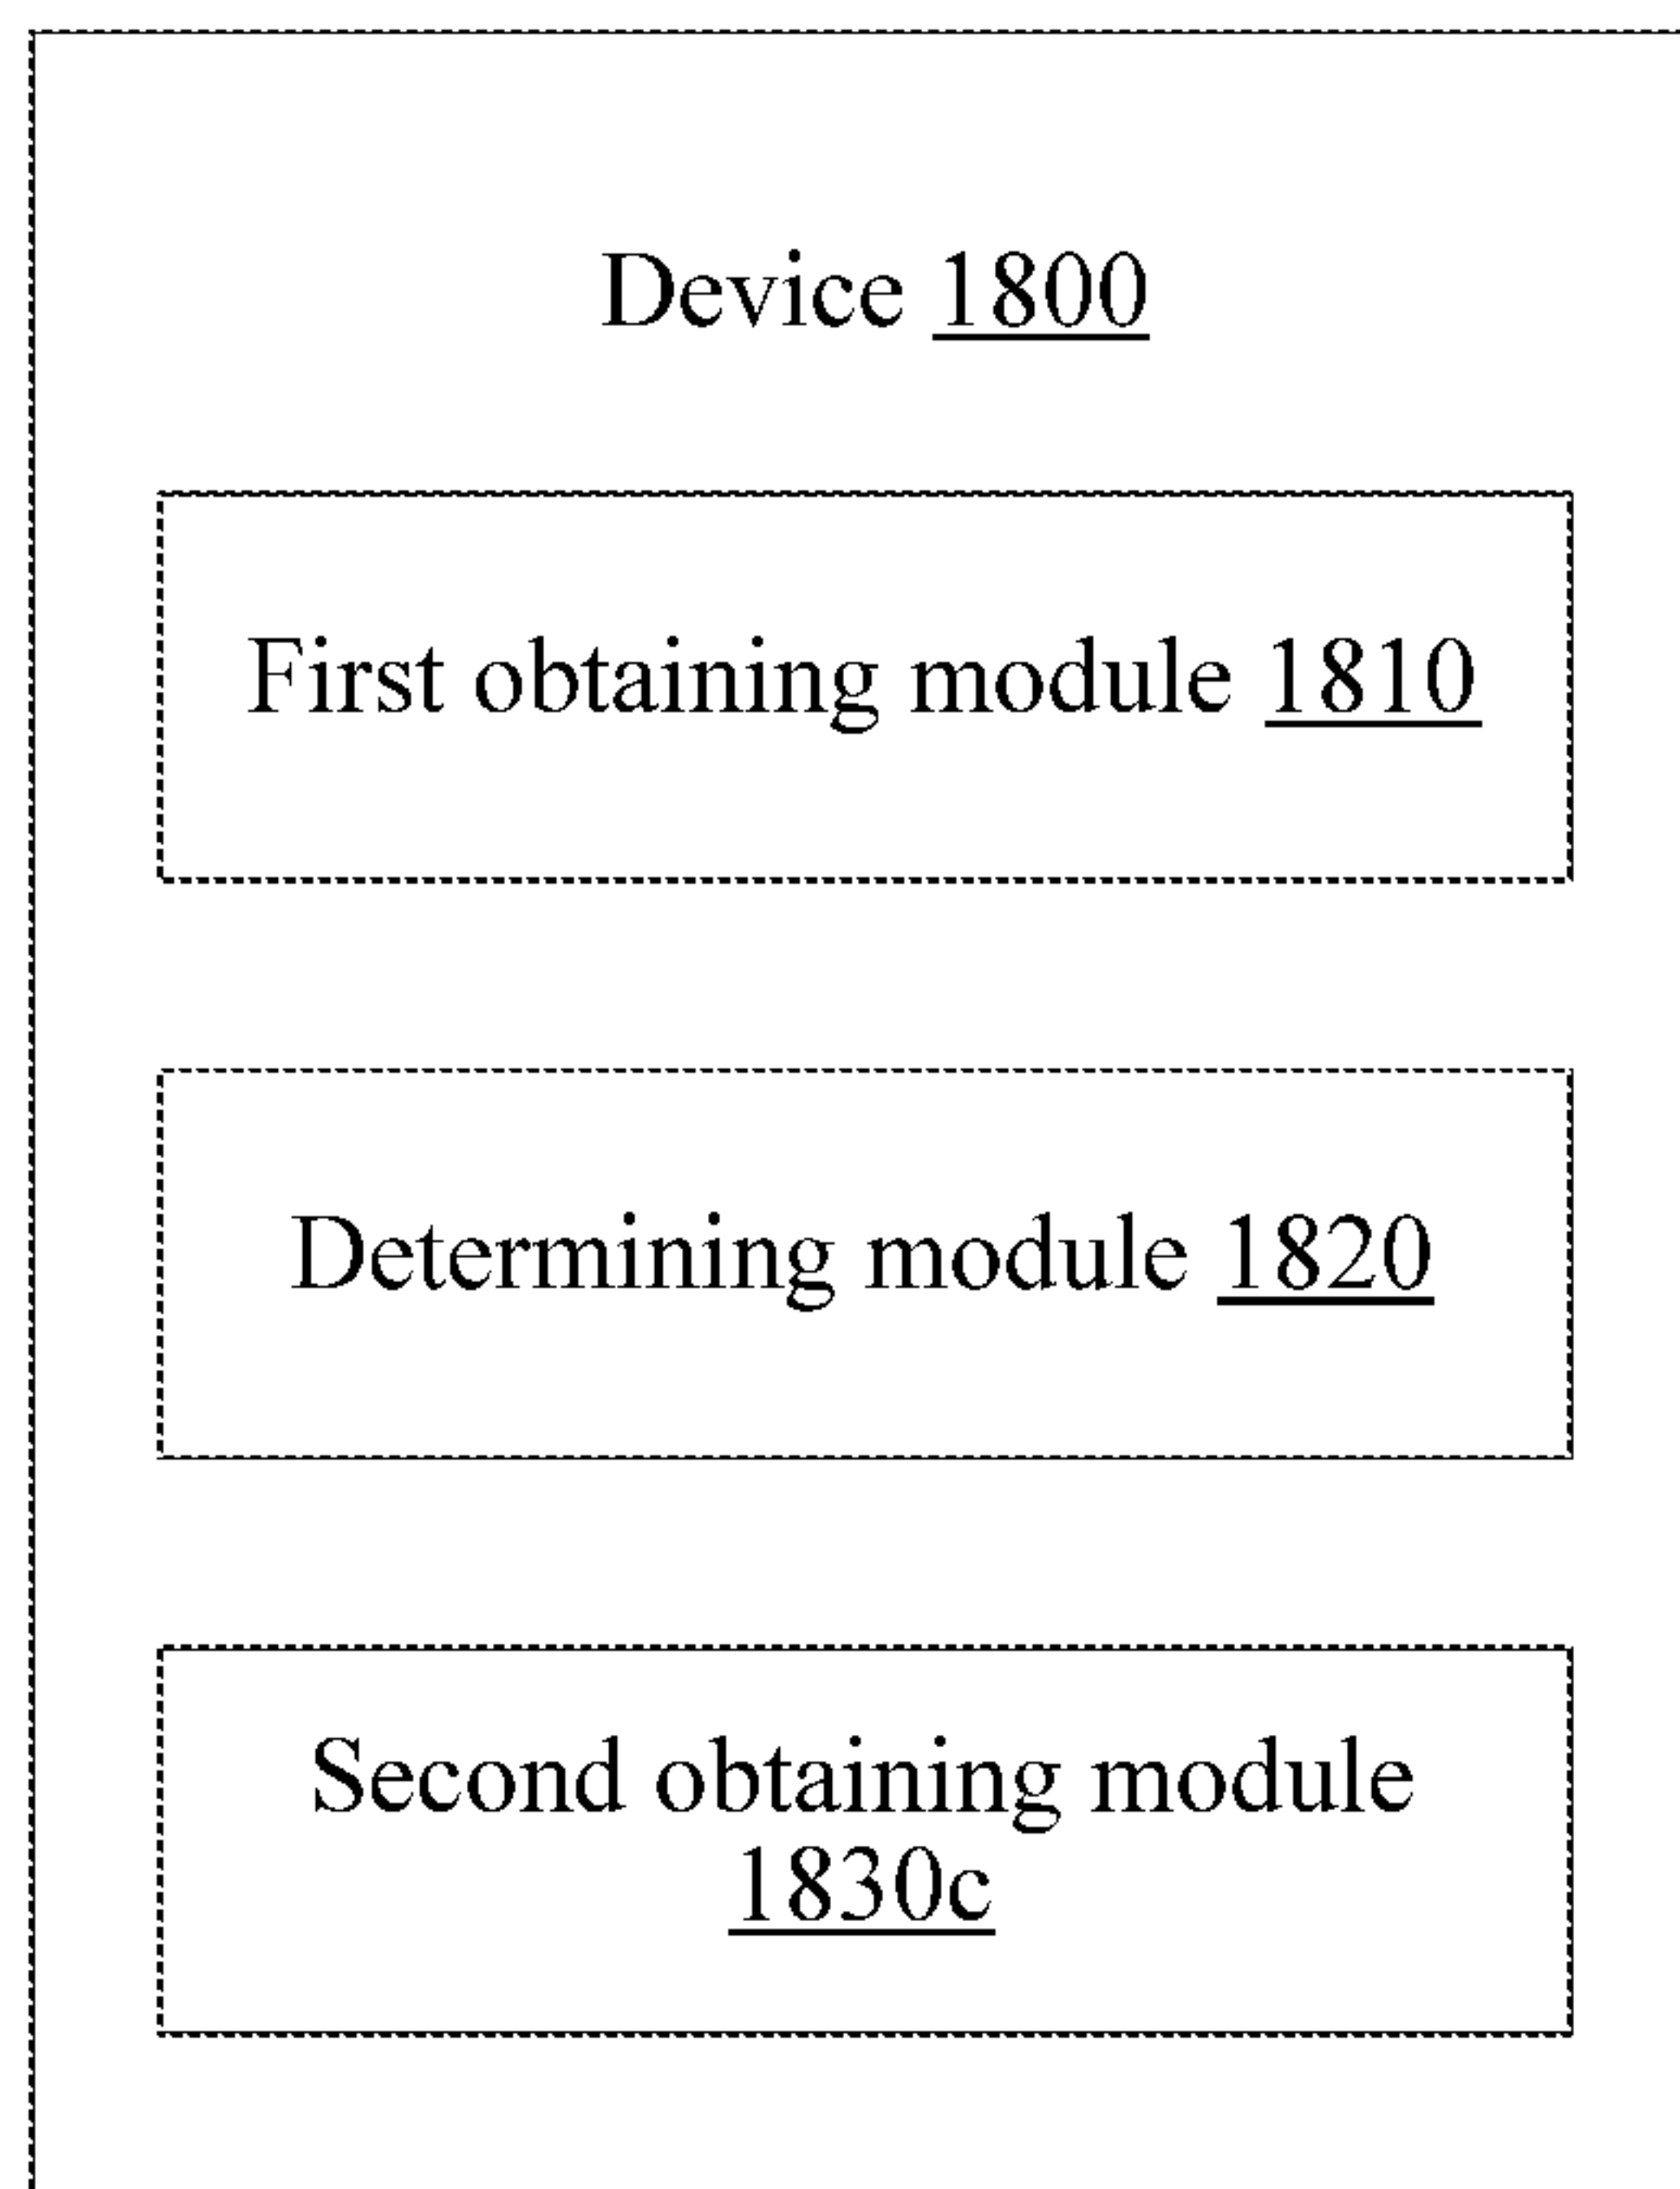 Device 1800
First obtaining module 1810
Determining module 1820
Second obtaining module
1830c